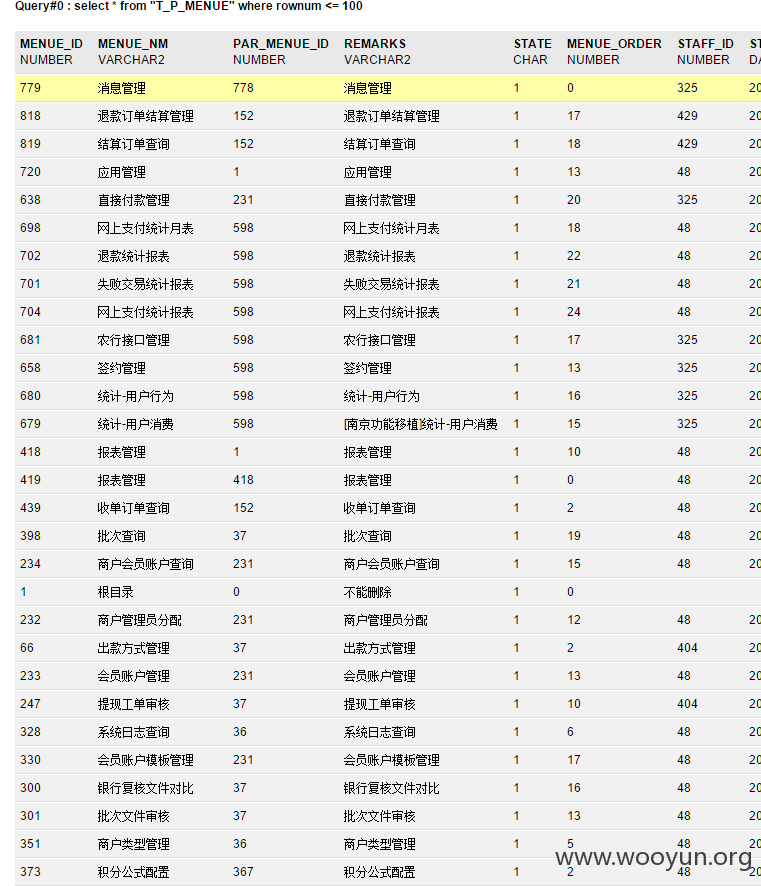 Query#0 : select * from "T_P_MENUE" where rownum <= 100
MENUE_ID MENUE_NM PAR_MENUE_ID REMARKS STATE MENUE_ORDER STAFF_ID ST
NUMBER VARCHAR2 NUMBER VARCHAR2 CHAR NUMBER NUMBER DA
779 消息管理 778 消息管理 1 0 325 20
818 退款订单结算管理 152 退款订单结算管理 1 17 429 20
819 结算订单查询 152 结算订单查询 1 18 429 20
720 应用管理 1 应用管理 1 13 48 20
638 直接付款管理 231 直接付款管理 1 20 325 20
698 网上支付统计月表 598 网上支付统计月表 1 18 48 20
702 退款统计报表 598 退款统计报表 1 22 48 20
701 失败交易统计报表 598 失败交易统计报表 1 21 48 20
704 网上支付统计报表 598 网上支付统计报表 1 24 48 20
681 农行接口管理 598 农行接口管理 1 17 325 20
658 签约管理 598 签约管理 1 13 325 20
680 统计-用户行为 598 统计-用户行为 1 16 325 20
679 统计-用户消费 598 [南京功能移植]统计-用户消费 1 15 325 20
418 报表管理 1 报表管理 1 10 48 20
419 报表管理 418 报表管理 1 0 48 20
439 收单订单查询 152 收单订单查询 1 2 48 20
398 批次查询 37 批次查询 1 19 48 20
234 商户会员账户查询 231 商户会员账户查询 1 15 48 20
1 根目录 0 不能删除 1 0
232 商户管理员分配 231 商户管理员分配 1 12 48 20
66 出款方式管理 37 出款方式管理 1 2 404 20
233 会员账户管理 231 会员账户管理 1 13 48 20
247 提现工单审核 37 提现工单审核 1 10 404 20
328 系统日志查询 36 系统日志查询 1 6 48 20
330 会员账户模板管理 231 会员账户模板管理 1 17 48 20
300 银行复核文件对比 37 银行复核文件对比 1 16 48 20
301 批次文件审核 37 批次文件审核 1 13 48 20
351 商户类型管理 36 商户类型管理 1 5 48 20
373 积分公式配置 367 积分公式配置 1 2 48 20
www.wooyun.org